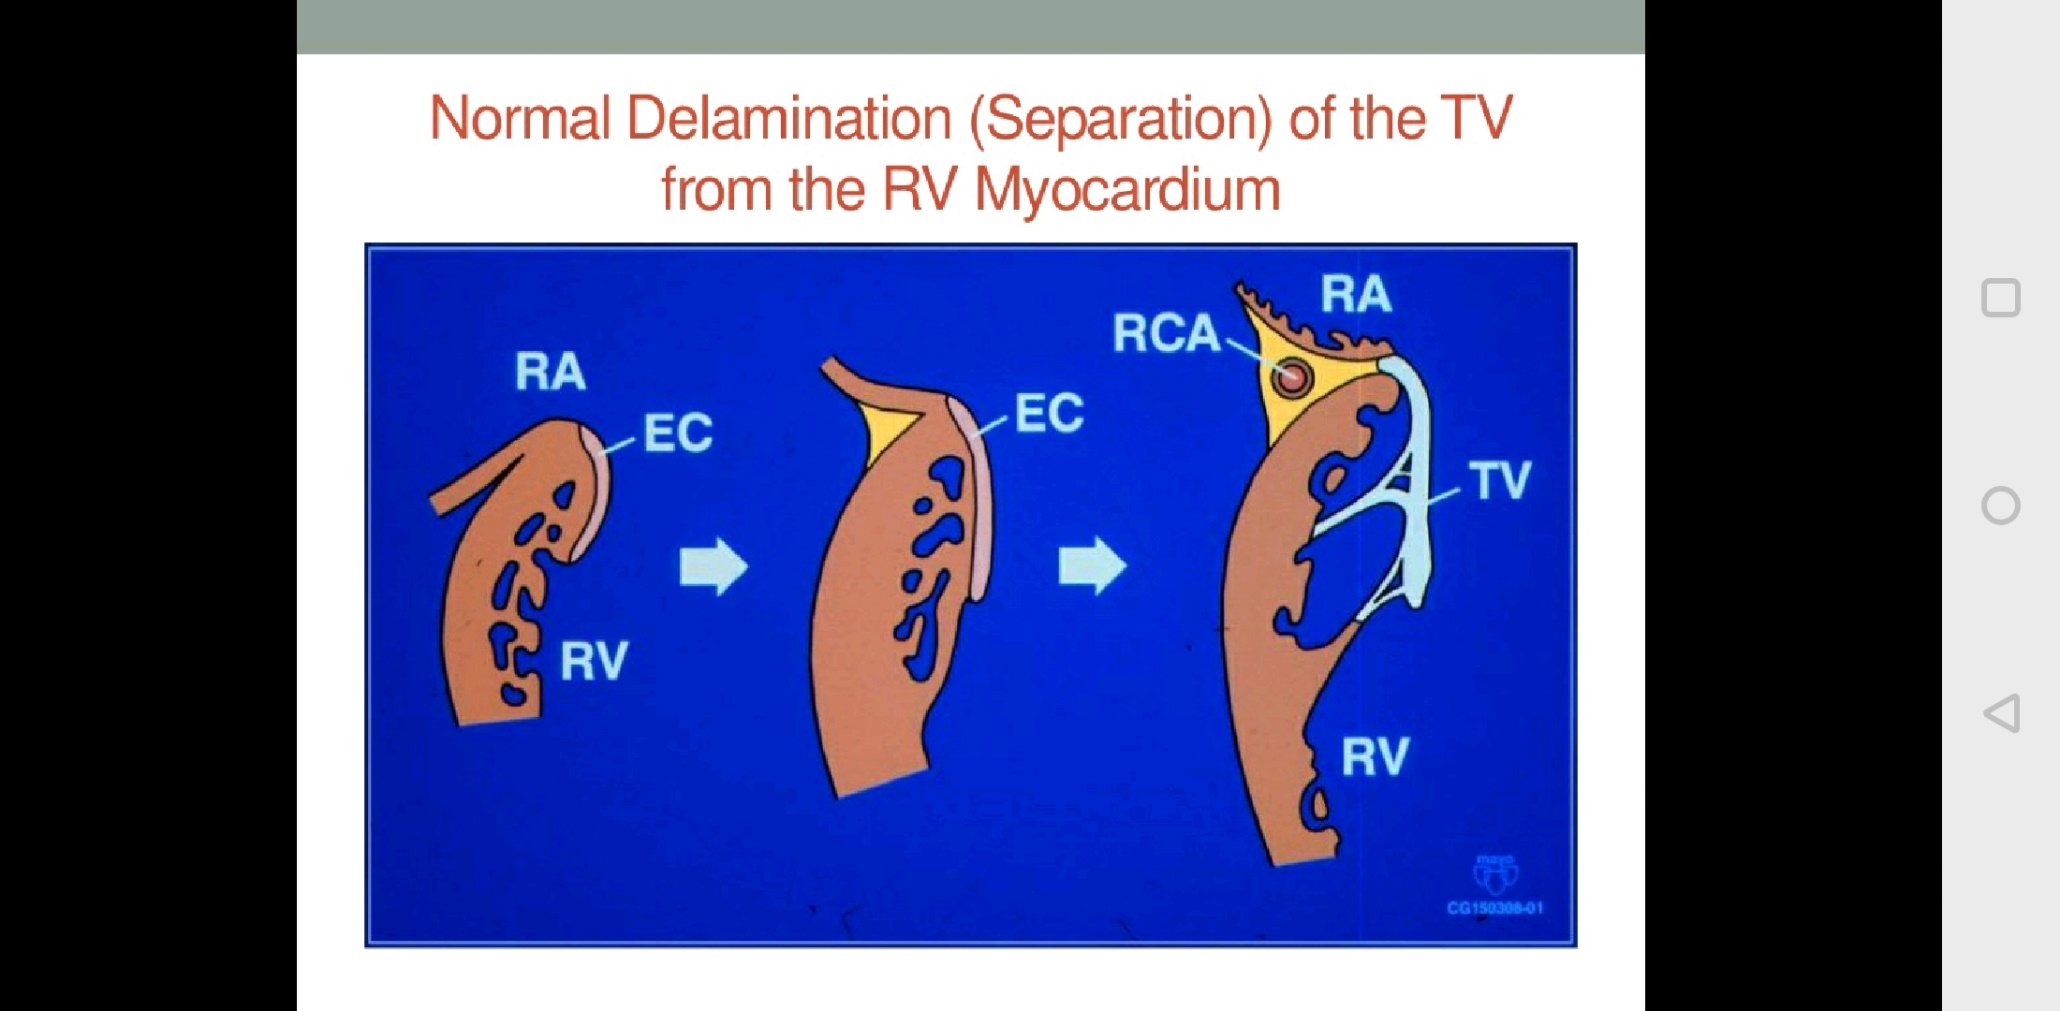 Normal Delamination (Separation) of the TV
from the RV Myocardium
RA
EC
RV
EC
RCA
RA
TV
RV
mayo
CG150308-01